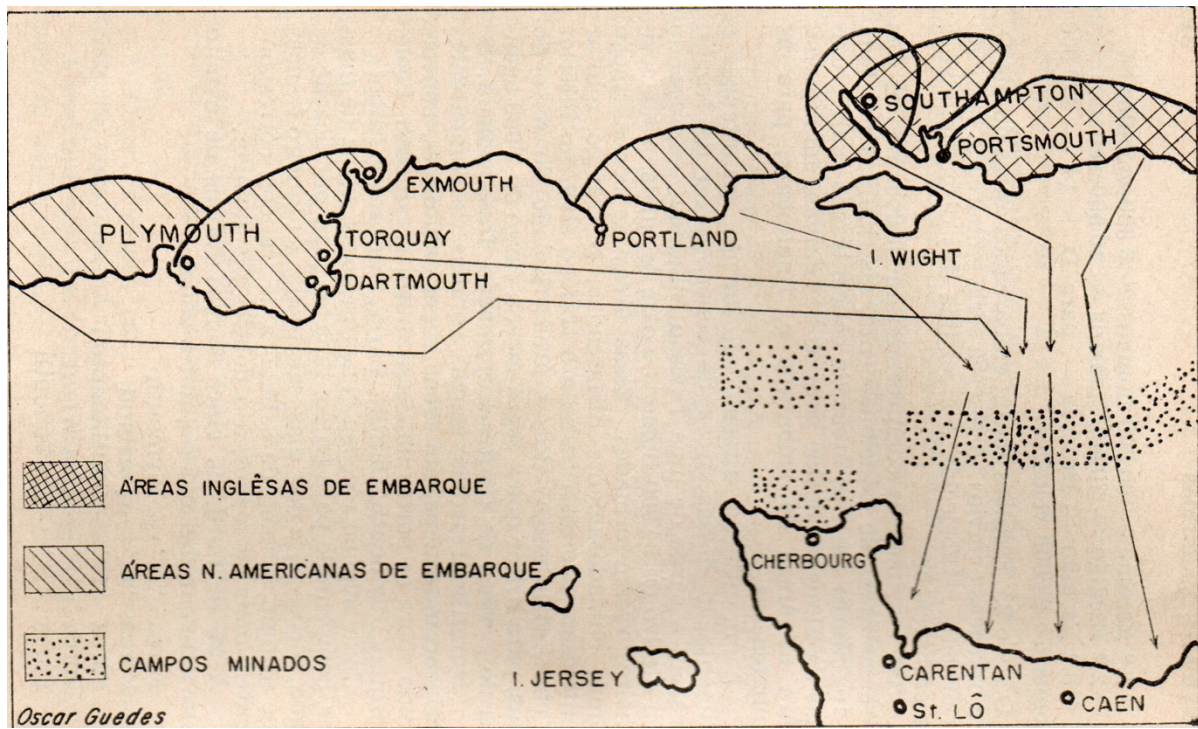 SOUTHAMPTON
PORTSMOUTH
EXMOUTH
PLYMOUTH
TORQUAY
PORTLAND
I. WIGHT
DARTMOUTH
ÁREAS INGLÊSAS DE EMBARQUE
ÁREAS N. AMERICANAS DE EMBARQUE
CHERBOURG
CAMPOS MINADOS
I. JERSEY
CARENTAN
St. LÔ
CAEN
Oscar Guedes